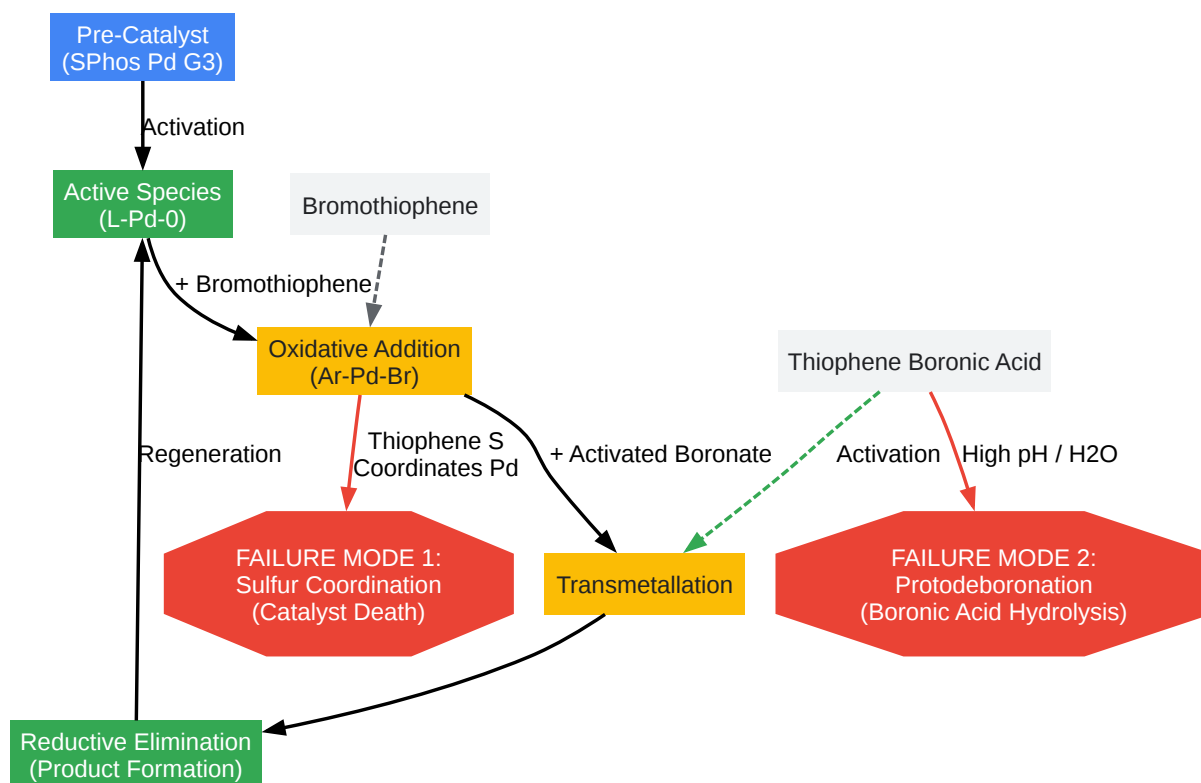 Pre-Catalyst
(SPhos Pd G3)
Activation
Active Species
(L-Pd-0)
Bromothiophene
+ Bromothiophene
Oxidative Addition
(Ar-Pd-Br)
Thiophene Boronic Acid
Regeneration
Thiophene S
Coordinates Pd
+ Activated Boronate
Activation
High pH / H2O
FAILURE MODE 1:
Sulfur Coordination
(Catalyst Death)
Transmetallation
FAILURE MODE 2:
Protodeboronation
(Boronic Acid Hydrolysis)
Reductive Elimination
(Product Formation)